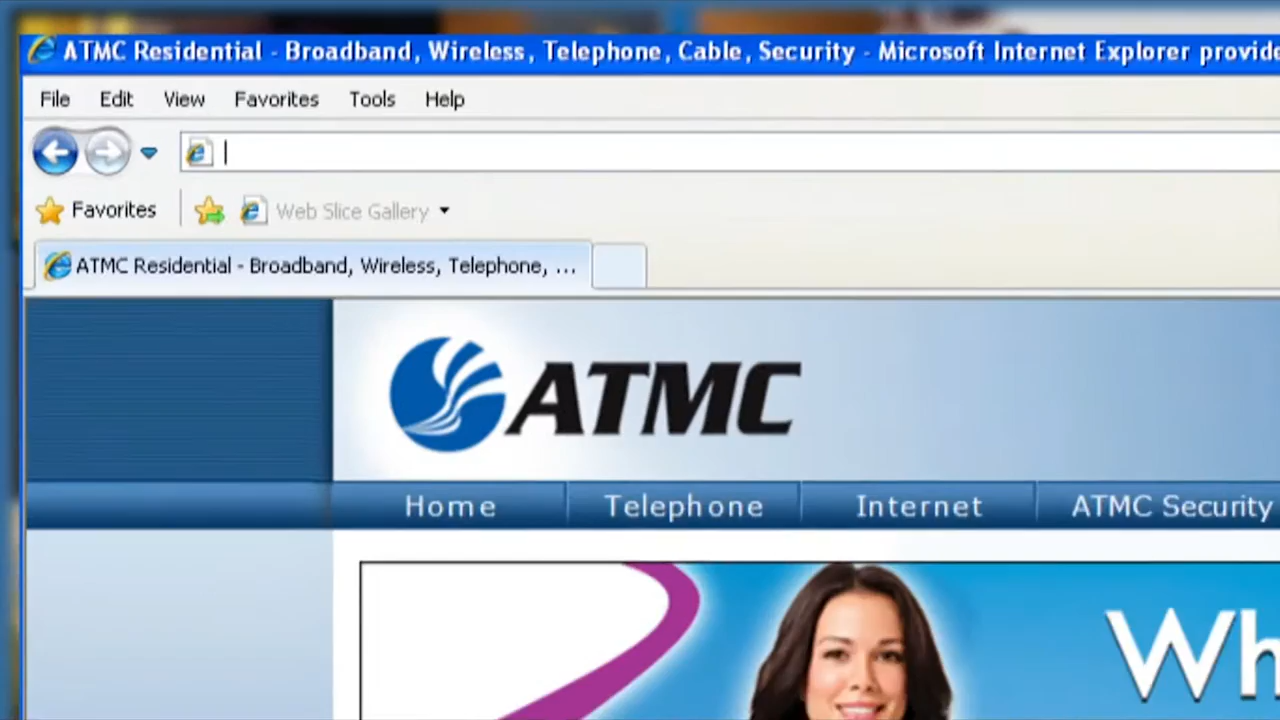 ATMC Residential - Broadband, Wireless, Telephone, Cable, Security - Microsoft Internet Explorer provide
File Edit View Favorites Tools Help
Favorites Web Slice Gallery
ATMC Residential - Broadband, Wireless, Telephone, ...
ATMC
Home Telephone Internet ATMC Security
Wh